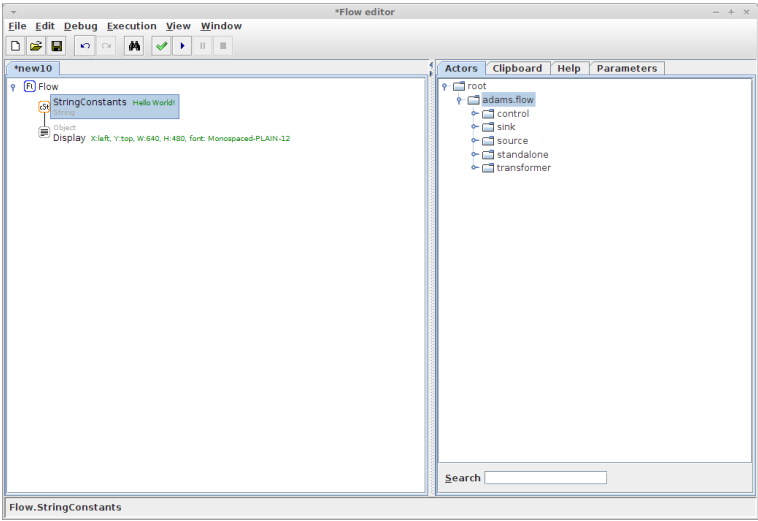 *Flow editor
File Edit Debug Execution View Window
*new10
Flow
StringConstants Hello World!
String
Object
Display X:left, Y:top, W:640, H:480, font: Monospaced-PLAIN-12
Actors Clipboard Help Parameters
root
adams.flow
control
sink
source
standalone
transformer
Search
Flow.StringConstants